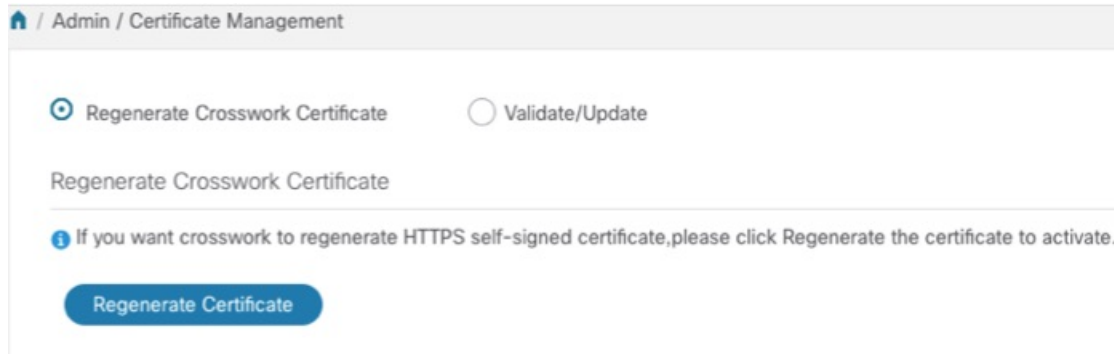 / Admin / Certificate Management
Regenerate Crosswork Certificate Validate/Update
Regenerate Crosswork Certificate
If you want crosswork to regenerate HTTPS self-signed certificate,please click Regenerate the certificate to activate.
Regenerate Certificate